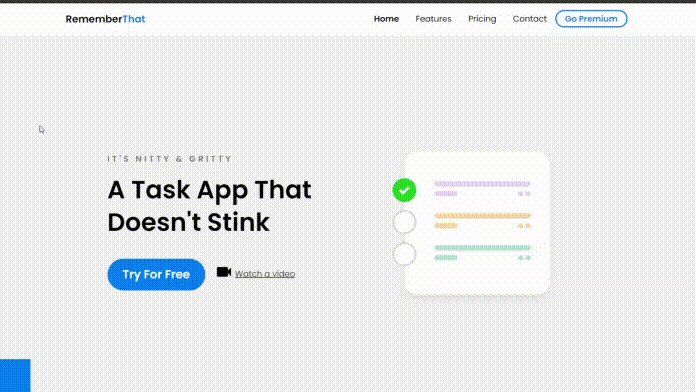 RememberThat
Home Features Pricing Contact Go Premium
IT'S NITTY & GRITTY
A Task App That
Doesn't Stink
Try For Free Watch a video